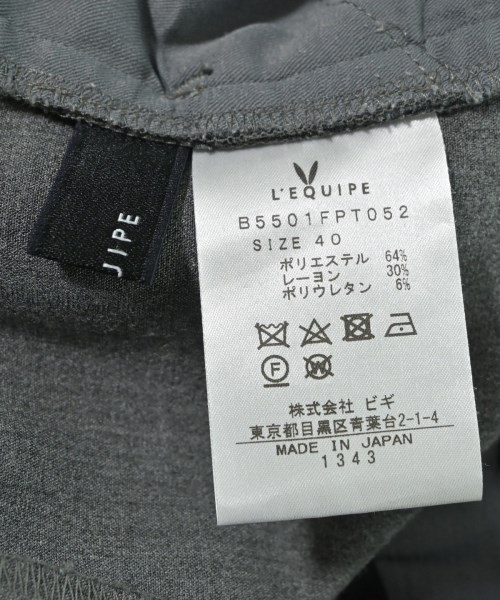 UIPE
L'EQUIPE
B5501FPT052
SIZE 40
ポリエステル 64%
レーヨン 30%
ポリウレタン 6%
F W
株式会社 ビギ
東京都目黒区青葉台2-1-4
MADE IN JAPAN
1343